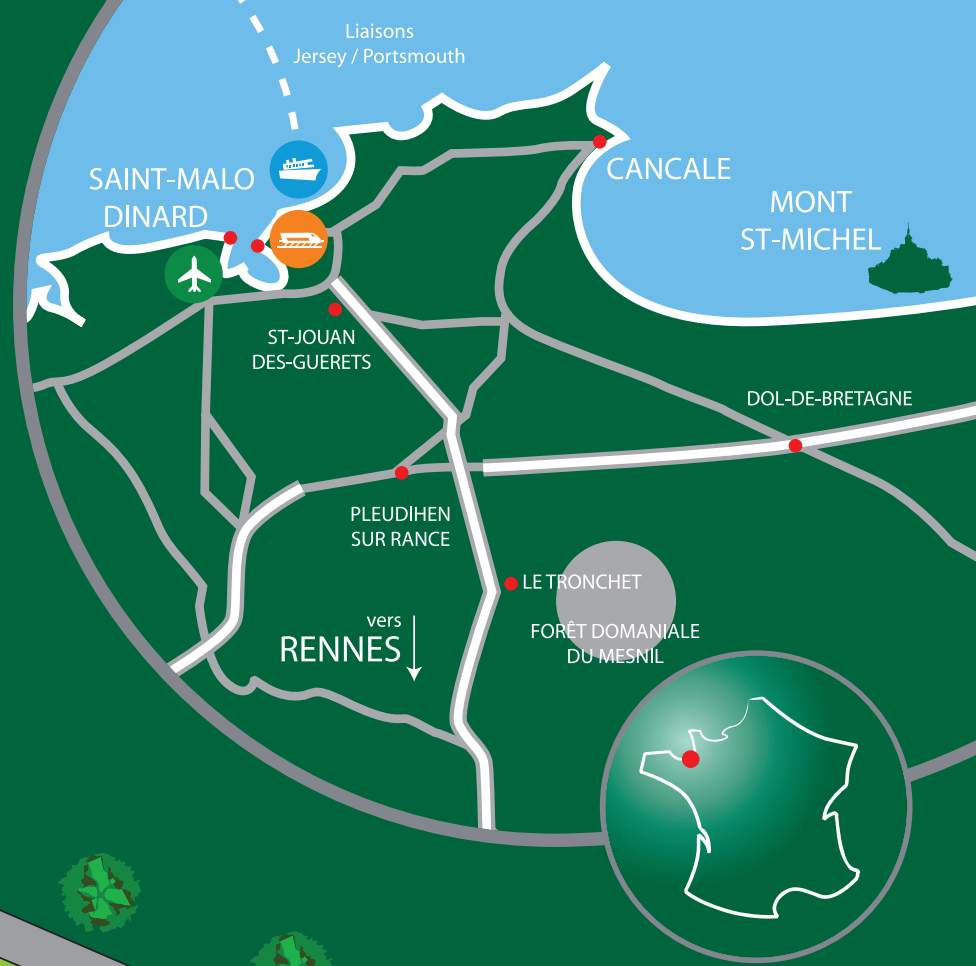 Liaisons
Jersey / Portsmouth
SAINT-MALO
DINARD
CANCALE
MONT
ST-MICHEL
ST-JOUAN
DES-GUERETS
DOL-DE-BRETAGNE
PLEUDIHEN
SUR RANCE
LE TRONCHET
FORÊT DOMANIALE
DU MESNIL
vers
RENNES